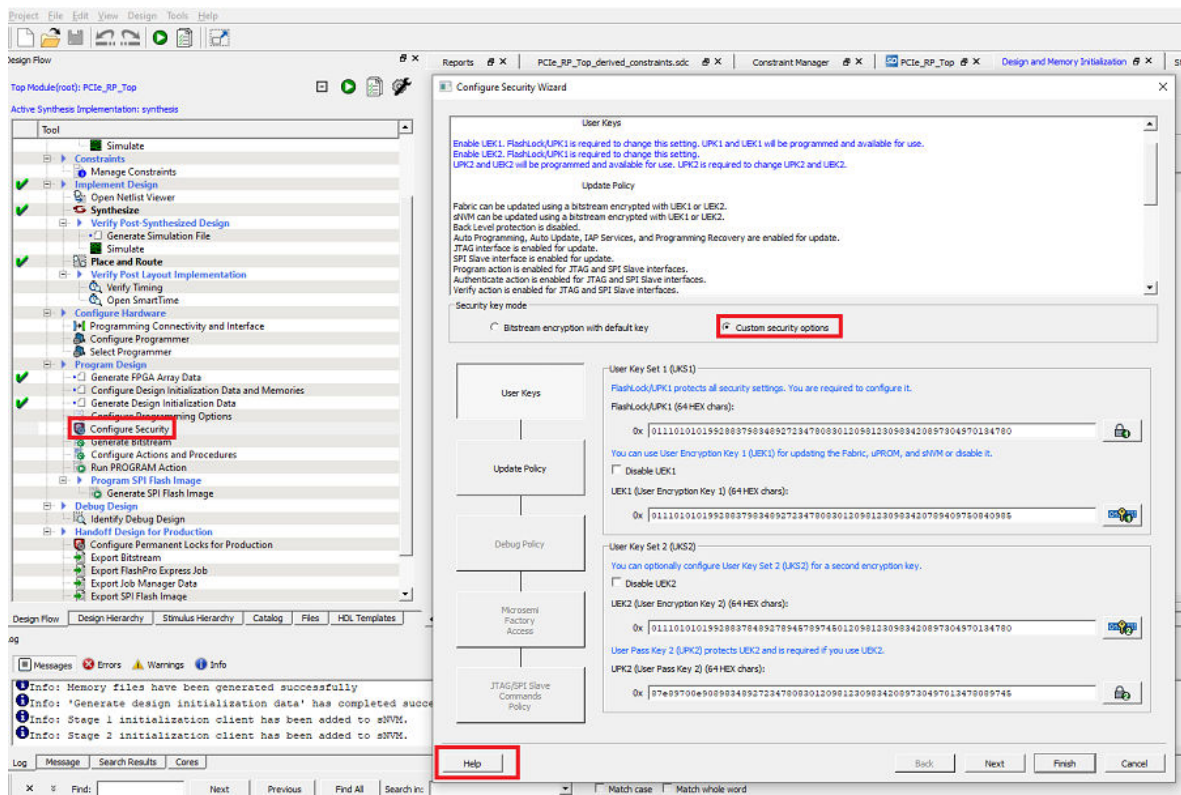 Project File Edit View Design Tools Help
Design Flow
Top Module(root): PCIe_RP_Top
Active Synthesis Implementation: synthesis
Tool
Simulate
Constraints
Manage Constraints
Implement Design
Open Netlist Viewer
Synthesize
Verify Post-Synthesized Design
Generate Simulation File
Simulate
Place and Route
Verify Post Layout Implementation
Verify Timing
Open SmartTime
Configure Hardware
Programming Connectivity and Interface
Configure Programmer
Select Programmer
Program Design
Generate FPGA Array Data
Configure Design Initialization Data and Memories
Generate Design Initialization Data
Configure Programming Options
Configure Security
Generate Bitstream
Configure Actions and Procedures
Run PROGRAM Action
Program SPI Flash Image
Generate SPI Flash Image
Debug Design
Identify Debug Design
Handoff Design for Production
Configure Permanent Locks for Production
Export Bitstream
Export FlashPro Express Job
Export Job Manager Data
Export SPI Flash Image
Design Flow Design Hierarchy Stimulus Hierarchy Catalog Files HDL Templates
Messages Errors Warnings Info
Info: Memory files have been generated successfully
Info: 'Generate design initialization data' has completed succe
Info: Stage 1 initialization client has been added to sNVM.
Info: Stage 2 initialization client has been added to sNVM.
Log Message Search Results Cores
Find: Next Previous Find All Search in: Match case Match whole word
Reports PCIe_RP_Top_derived_constraints.sdc Constraint Manager PCIe_RP_Top Design and Memory Initialization
Configure Security Wizard
User Keys
Enable UEK1. FlashLock/UPK1 is required to change this setting. UPK1 and UEK1 will be programmed and available for use.
Enable UEK2. FlashLock/UPK1 is required to change this setting.
UPK2 and UEK2 will be programmed and available for use. UPK2 is required to change UPK2 and UEK2.
Update Policy
Fabric can be updated using a bitstream encrypted with UEK1 or UEK2.
sNVM can be updated using a bitstream encrypted with UEK1 or UEK2.
Back Level protection is disabled.
Auto Programming, Auto Update, IAP Services, and Programming Recovery are enabled for update.
JTAG interface is enabled for update.
SPI Slave interface is enabled for update.
Program action is enabled for JTAG and SPI Slave interfaces.
Authenticate action is enabled for JTAG and SPI Slave interfaces.
Verify action is enabled for JTAG and SPI Slave interfaces.
Security key mode
Bitstream encryption with default key Custom security options
User Keys
Update Policy
Debug Policy
Microsemi
Factory
Access
JTAG/SPI Slave
Commands
Policy
User Key Set 1 (UKS1)
FlashLock/UPK1 protects all security settings. You are required to configure it.
FlashLock/UPK1 (64 HEX chars):
0x
You can use User Encryption Key 1 (UEK1) for updating the Fabric, uPROM, and sNVM or disable it.
Disable UEK1
UEK1 (User Encryption Key 1) (64 HEX chars):
0x
User Key Set 2 (UKS2)
You can optionally configure User Key Set 2 (UKS2) for a second encryption key.
Disable UEK2
UEK2 (User Encryption Key 2) (64 HEX chars):
0x
User Pass Key 2 (UPK2) protects UEK2 and is required if you use UEK2.
UPK2 (User Pass Key 2) (64 HEX chars):
0x
Help Back Next Finish Cancel